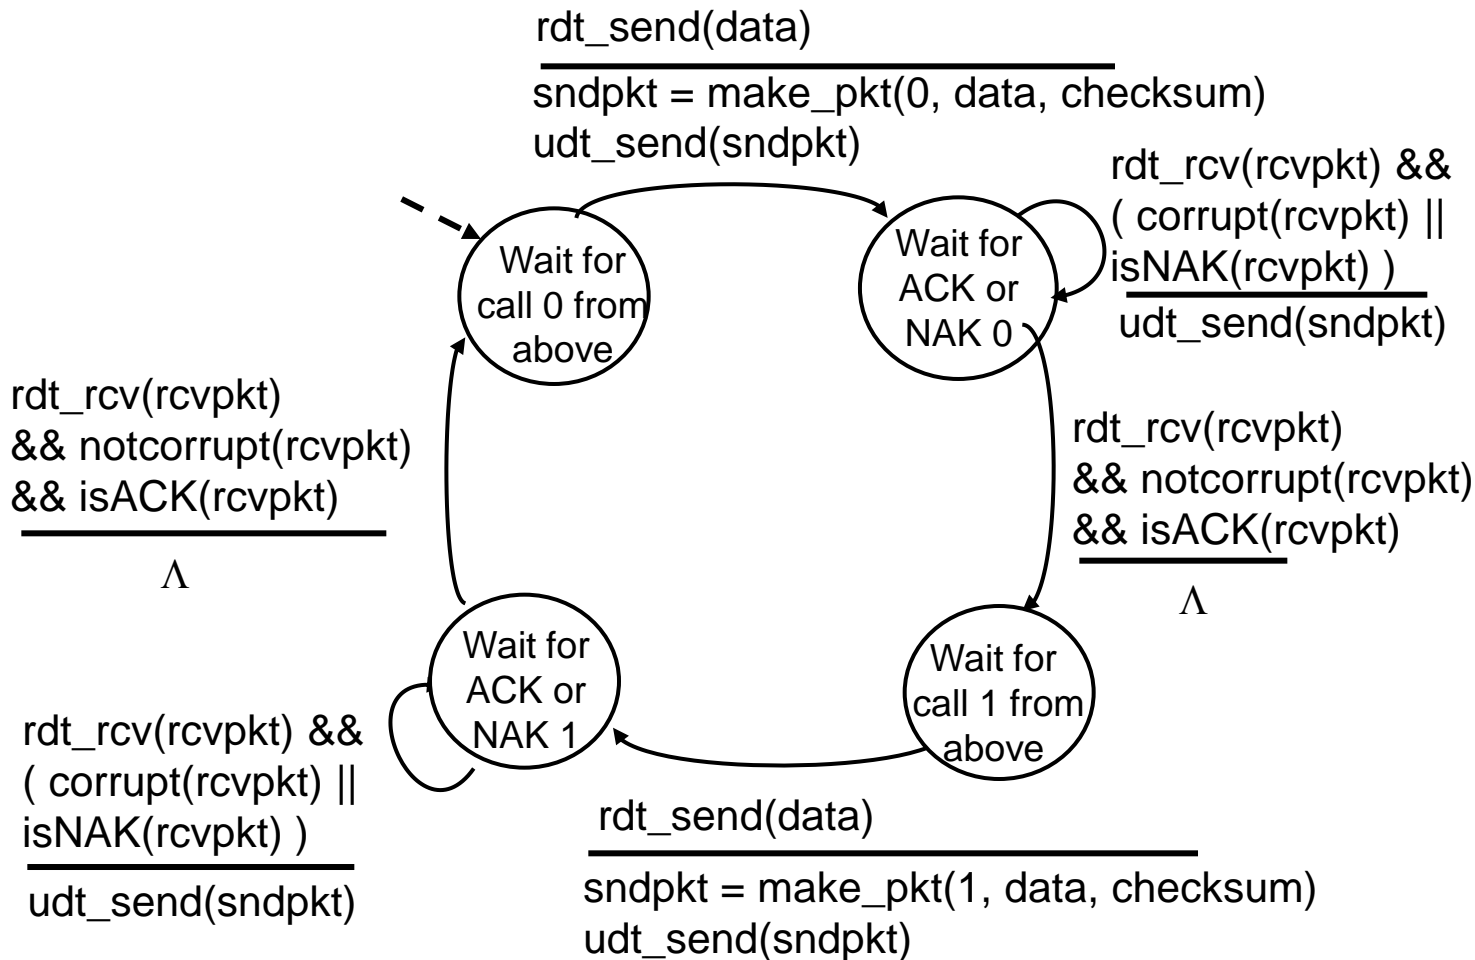 rdt_send(data)
sndpkt = make_pkt(0, data, checksum)
udt_send(sndpkt)
rdt_rcv(rcvpkt) &&
( corrupt(rcvpkt) ||
isNAK(rcvpkt) )
udt_send(sndpkt)
Wait for
call 0 from
above
Wait for
ACK or
NAK 0
rdt_rcv(rcvpkt)
&& notcorrupt(rcvpkt)
&& isACK(rcvpkt)
Λ
rdt_rcv(rcvpkt)
&& notcorrupt(rcvpkt)
&& isACK(rcvpkt)
Λ
Wait for
ACK or
NAK 1
Wait for
call 1 from
above
rdt_rcv(rcvpkt) &&
( corrupt(rcvpkt) ||
isNAK(rcvpkt) )
udt_send(sndpkt)
rdt_send(data)
sndpkt = make_pkt(1, data, checksum)
udt_send(sndpkt)